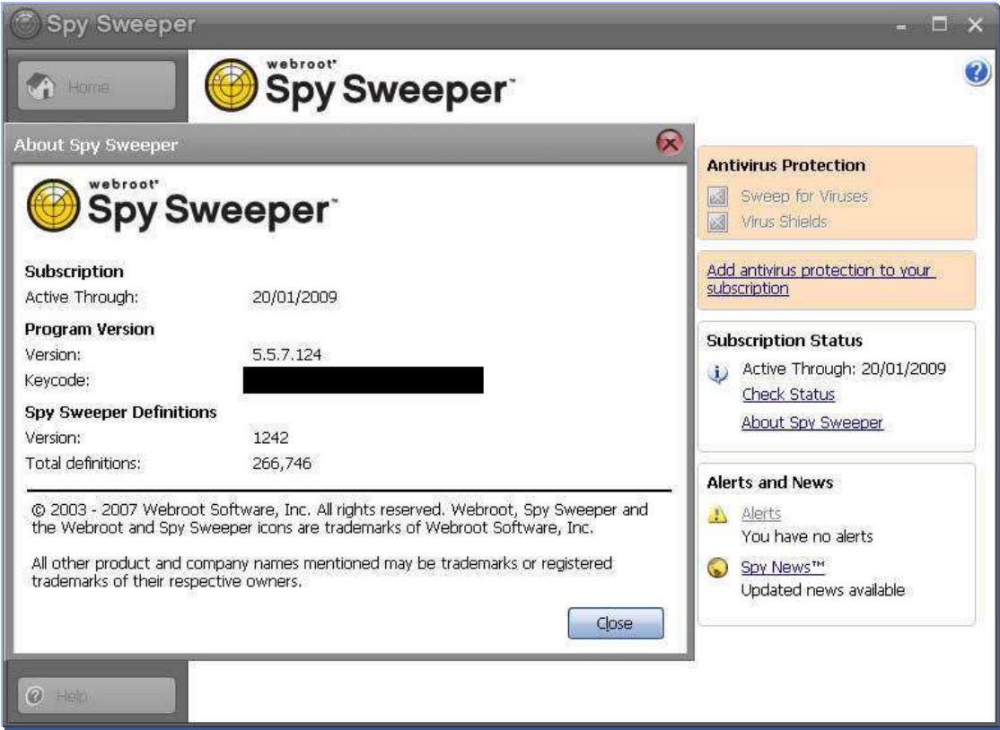 Spy Sweeper
Home
webroot
Spy Sweeper™
About Spy Sweeper
webroot
Spy Sweeper™
Subscription
Active Through: 20/01/2009
Program Version
Version: 5.5.7.124
Keycode:
Spy Sweeper Definitions
Version: 1242
Total definitions: 266,746
© 2003 - 2007 Webroot Software, Inc. All rights reserved. Webroot, Spy Sweeper and
the Webroot and Spy Sweeper icons are trademarks of Webroot Software, Inc.
All other product and company names mentioned may be trademarks or registered
trademarks of their respective owners.
Close
Help
Antivirus Protection
Sweep for Viruses
Virus Shields
Add antivirus protection to your
subscription
Subscription Status
Active Through: 20/01/2009
Check Status
About Spy Sweeper
Alerts and News
Alerts
You have no alerts
Spy News™
Updated news available